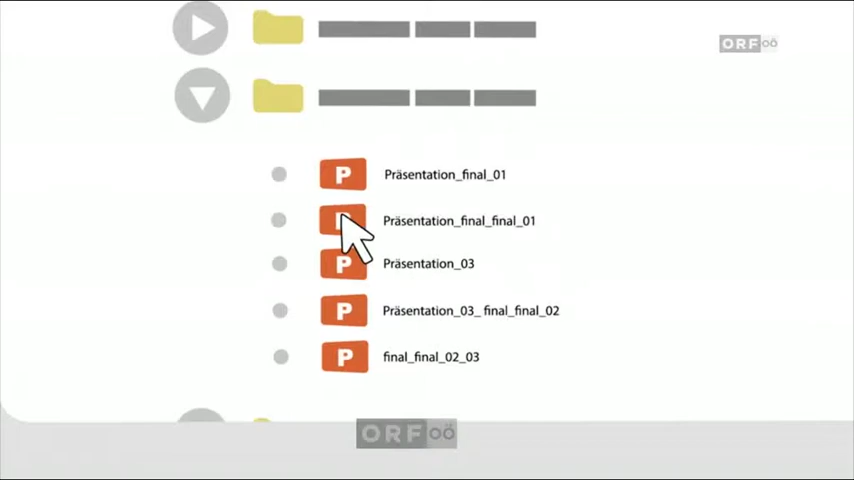 ORF OÖ
P Präsentation_final_01
P Präsentation_final_final_01
P Präsentation_03
P Präsentation_03_ final_final_02
P final_final_02_03
ORF OÖ